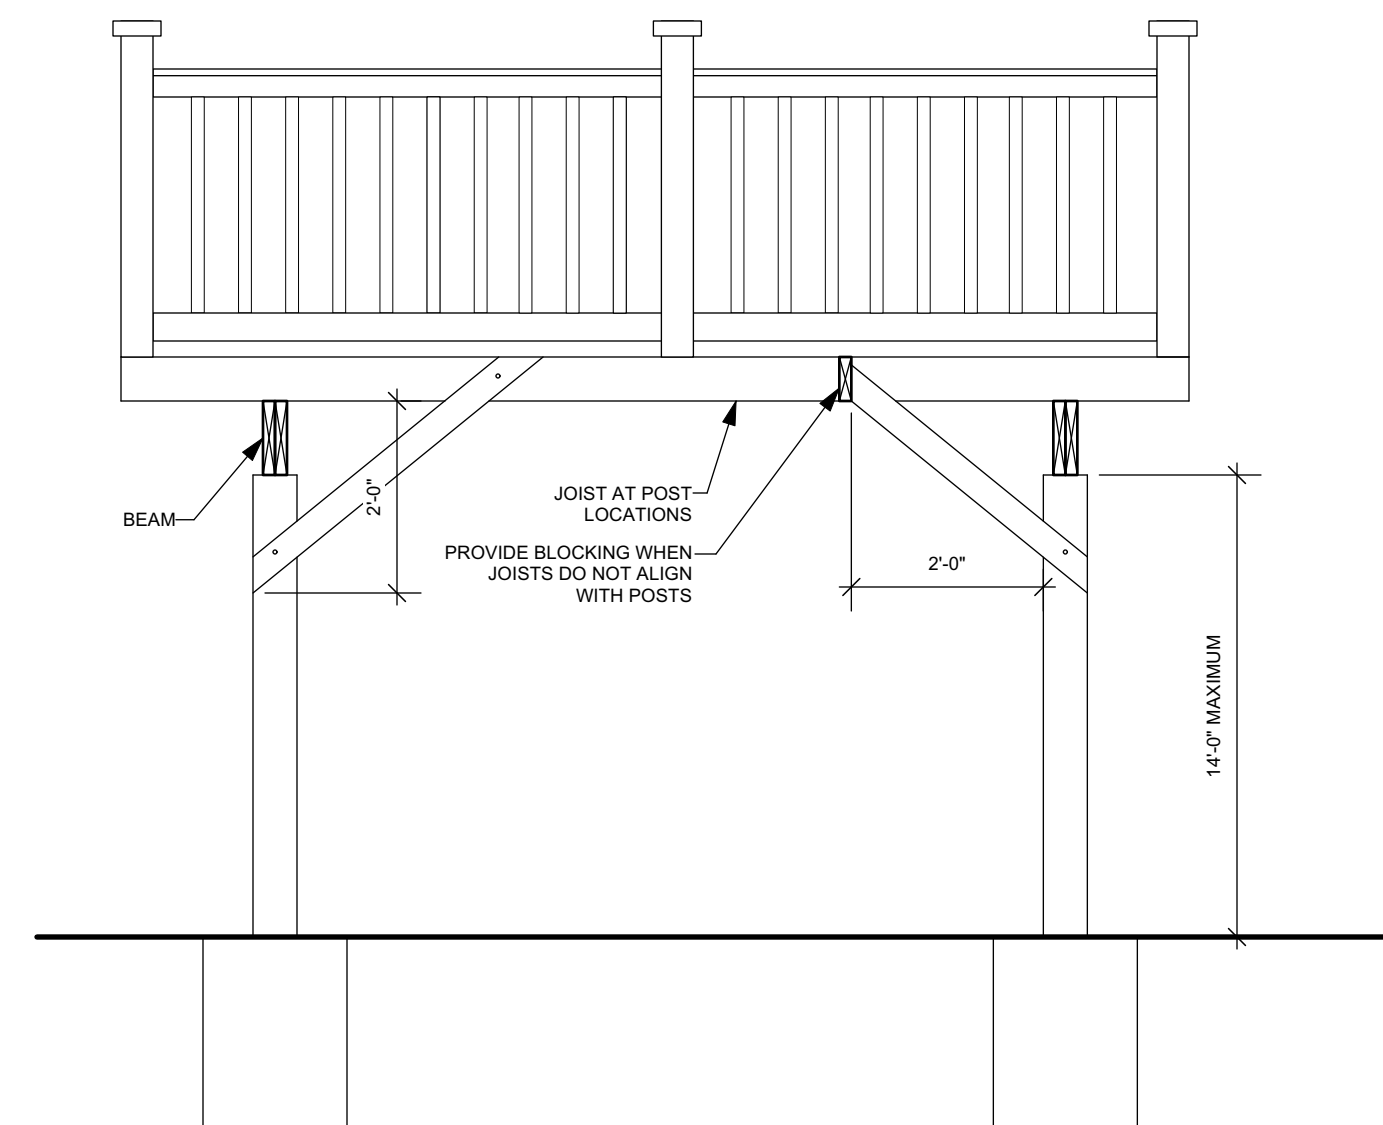 BEAM
2'-0"
JOIST AT POST
LOCATIONS
PROVIDE BLOCKING WHEN
JOISTS DO NOT ALIGN
WITH POSTS
2'-0"
14'-0" MAXIMUM